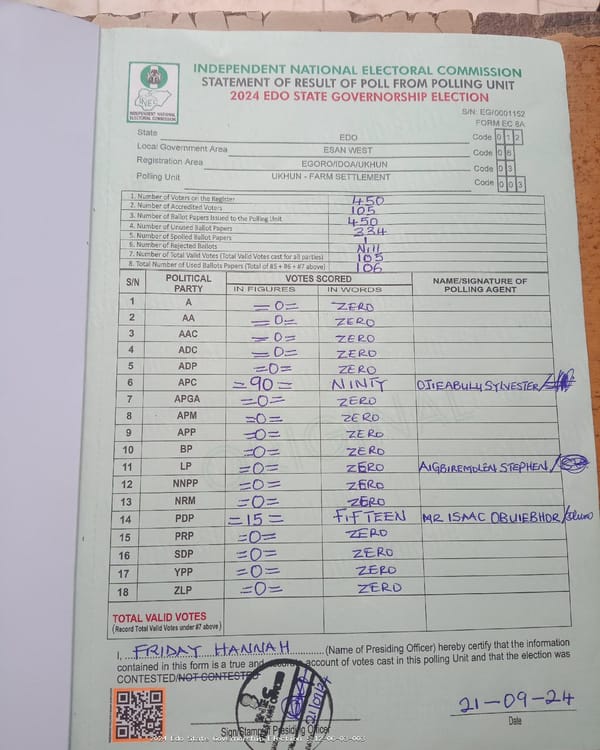 INDEPENDENT NATIONAL ELECTORAL COMMISSION
STATEMENT OF RESULT OF POLL FROM POLLING UNIT
2024 EDO STATE GOVERNORSHIP ELECTION
INEC
INDEPENDENT NATIONAL ELECTORAL COMMISSION
S/N: EG/0001152
FORM EC 8A
State EDO Code 0 1 2
Local Government Area ESAN WEST Code 0 6
Registration Area EGORO/IDOA/UKHUN Code 0 3
Polling Unit UKHUN - FARM SETTLEMENT Code 0 0 3
1. Number of Voters on the Register 450
2. Number of Accredited Voters 105
3. Number of Ballot Papers Issued to the Polling Unit 450
4. Number of Unused Ballot Papers 334
5. Number of Spoiled Ballot Papers 1
6. Number of Rejected Ballots Nill
7. Number of Total Valid Votes (Total Valid Votes cast for all parties) 105
8. Total Number of Used Ballots Papers (Total of #5 + #6 + #7 above) 106
S/N POLITICAL PARTY VOTES SCORED NAME/SIGNATURE OF POLLING AGENT
IN FIGURES IN WORDS
1 A =0= ZERO
2 AA =0= ZERO
3 AAC =0= ZERO
4 ADC =0= ZERO
5 ADP =0= ZERO
6 APC =90= NINTY OJIEABULU SYLVESTER/
7 APGA =0= ZERO
8 APM =0= ZERO
9 APP =0= ZERO
10 BP =0= ZERO
11 LP =0= ZERO AIGBIREMOLEN STEPHEN/
12 NNPP =0= ZERO
13 NRM =0= ZERO
14 PDP =15= FIFTEEN MR ISAAC OBUIEBHOR/
15 PRP =0= ZERO
16 SDP =0= ZERO
17 YPP =0= ZERO
18 ZLP =0= ZERO
TOTAL VALID VOTES
(Record Total Valid Votes under #7 above)
I, FRIDAY HANNAH (Name of Presiding Officer) hereby certify that the information
contained in this form is a true and account of votes cast in this polling Unit and that the election was
CONTESTED/NOT CONTESTED
21/09/24
21-09-24
Sign/Stamp of Presiding Officer
Date
2024 Edo State Governorship Election